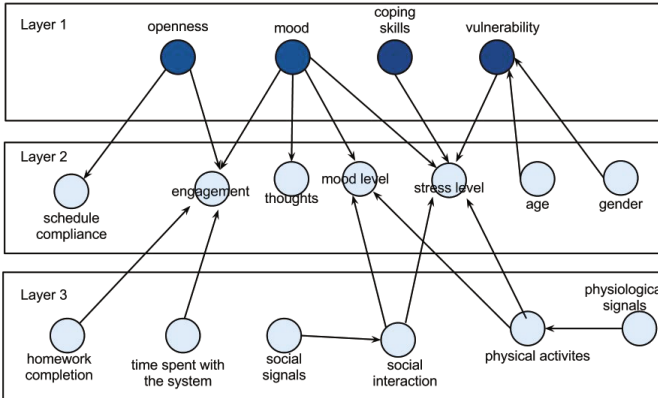 Layer 1
openness
mood
coping
skills
vulnerability
Layer 2
engagement
thoughts
mood level
stress level
age
gender
schedule
compliance
Layer 3
physiological
signals
homework
completion
time spent with
the system
social
signals
social
interaction
physical activites